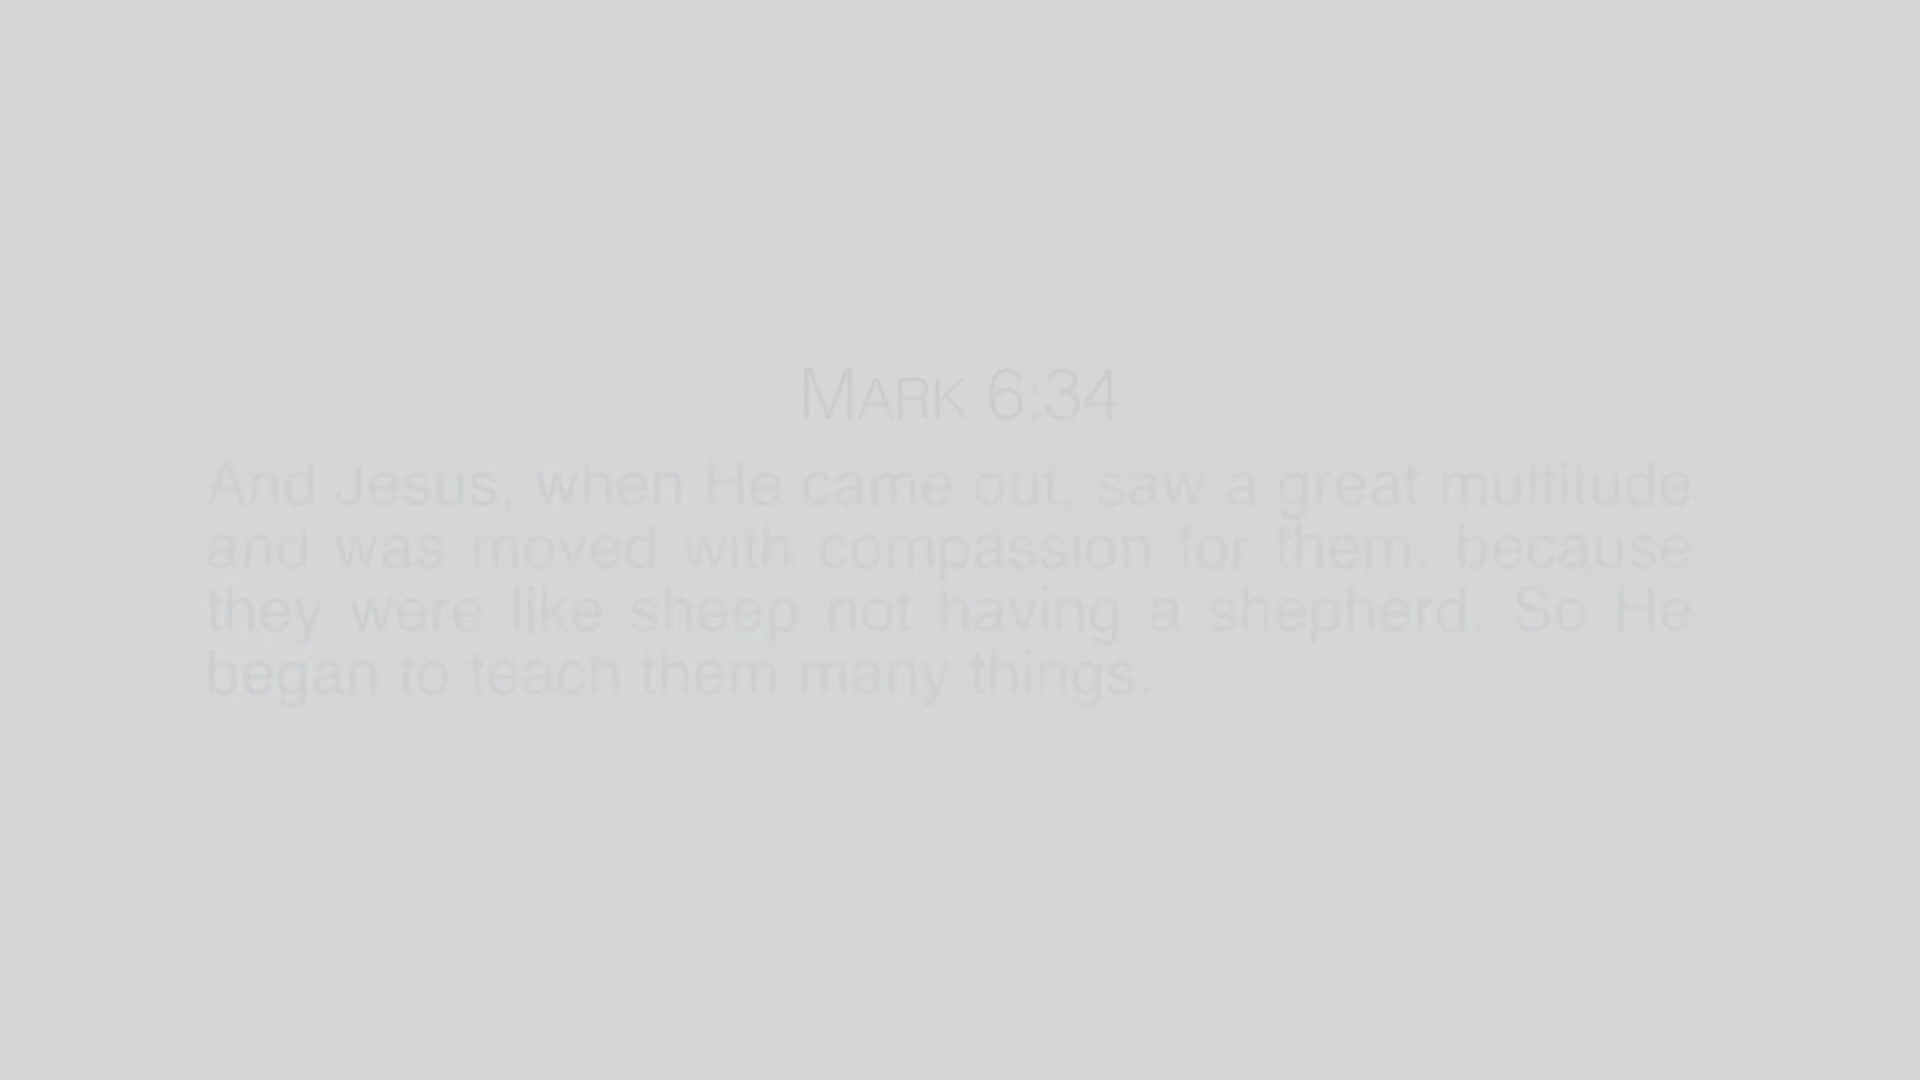 MARK 6:34
And Jesus, when He came out, saw a great multitude
and was moved with compassion for them, because
they were like sheep not having a shepherd. So He
began to teach them many things.